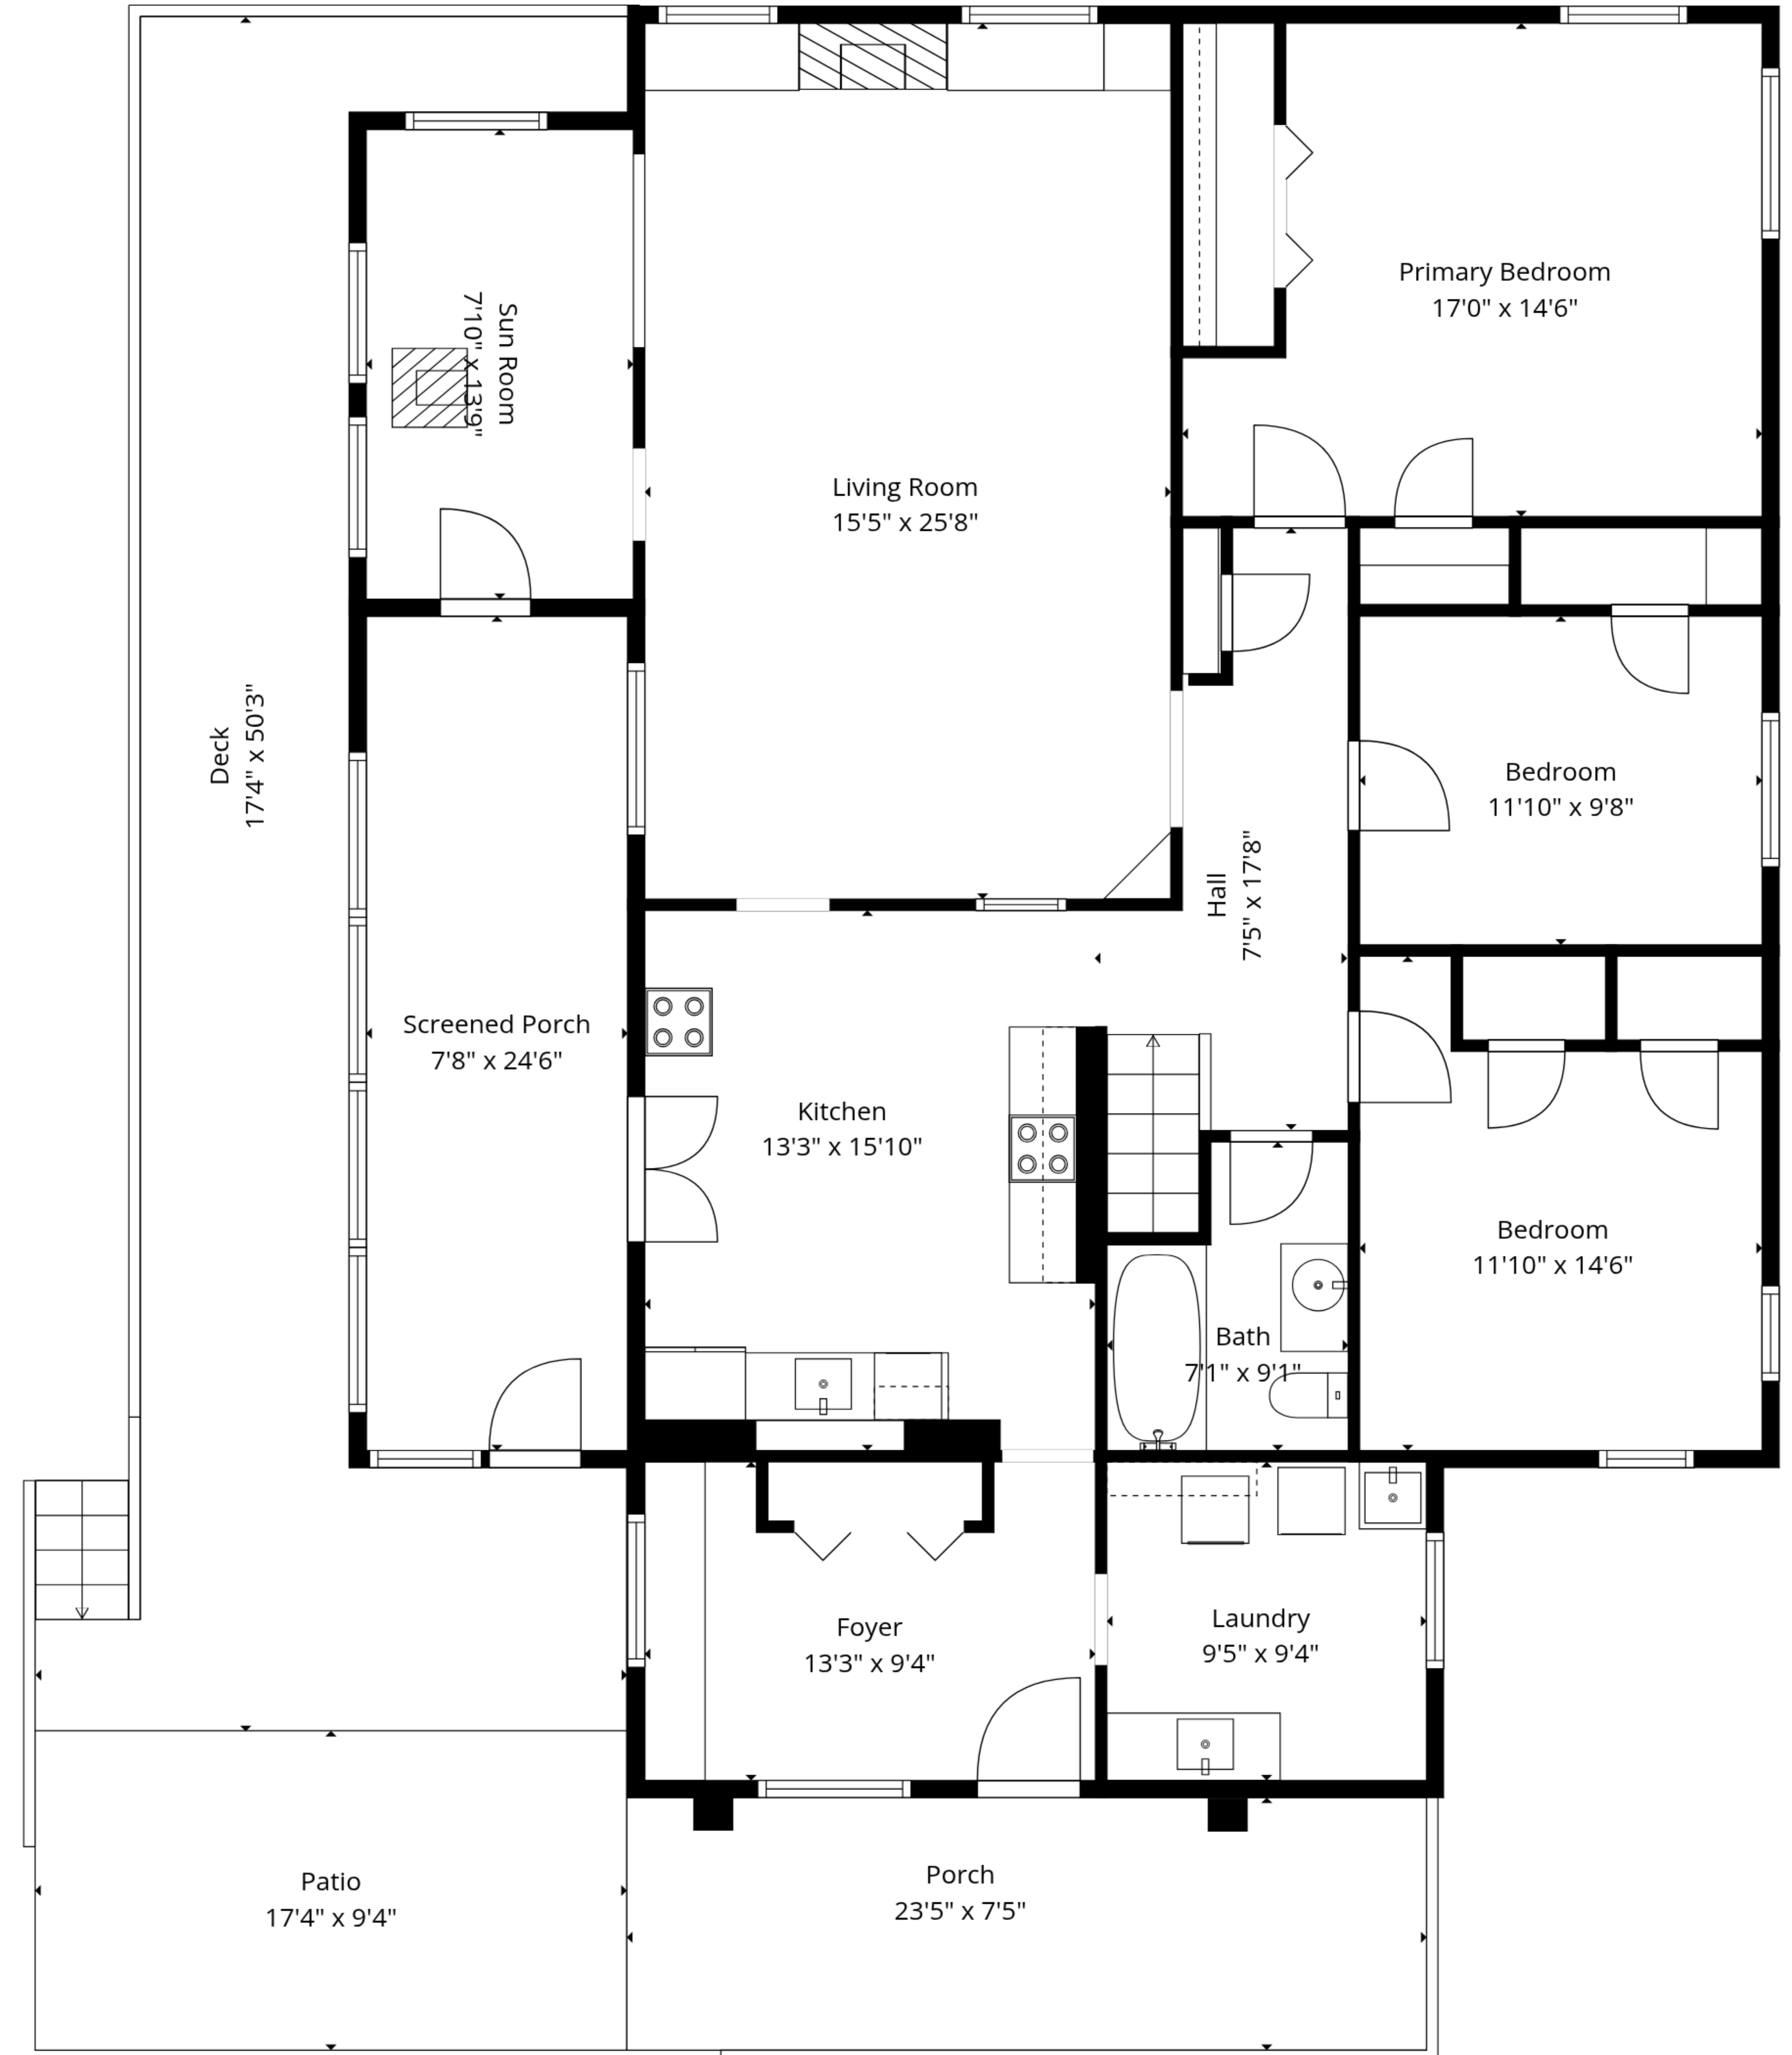 Primary Bedroom
17'0" x 14'6"
Sun Room
7'10" x 13'9"
Living Room
15'5" x 25'8"
Deck
17'4" x 50'3"
Bedroom
11'10" x 9'8"
Hall
7'5" x 17'8"
Screened Porch
7'8" x 24'6"
Kitchen
13'3" x 15'10"
Bedroom
11'10" x 14'6"
Bath
7'1" x 9'1"
Foyer
13'3" x 9'4"
Laundry
9'5" x 9'4"
Patio
17'4" x 9'4"
Porch
23'5" x 7'5"